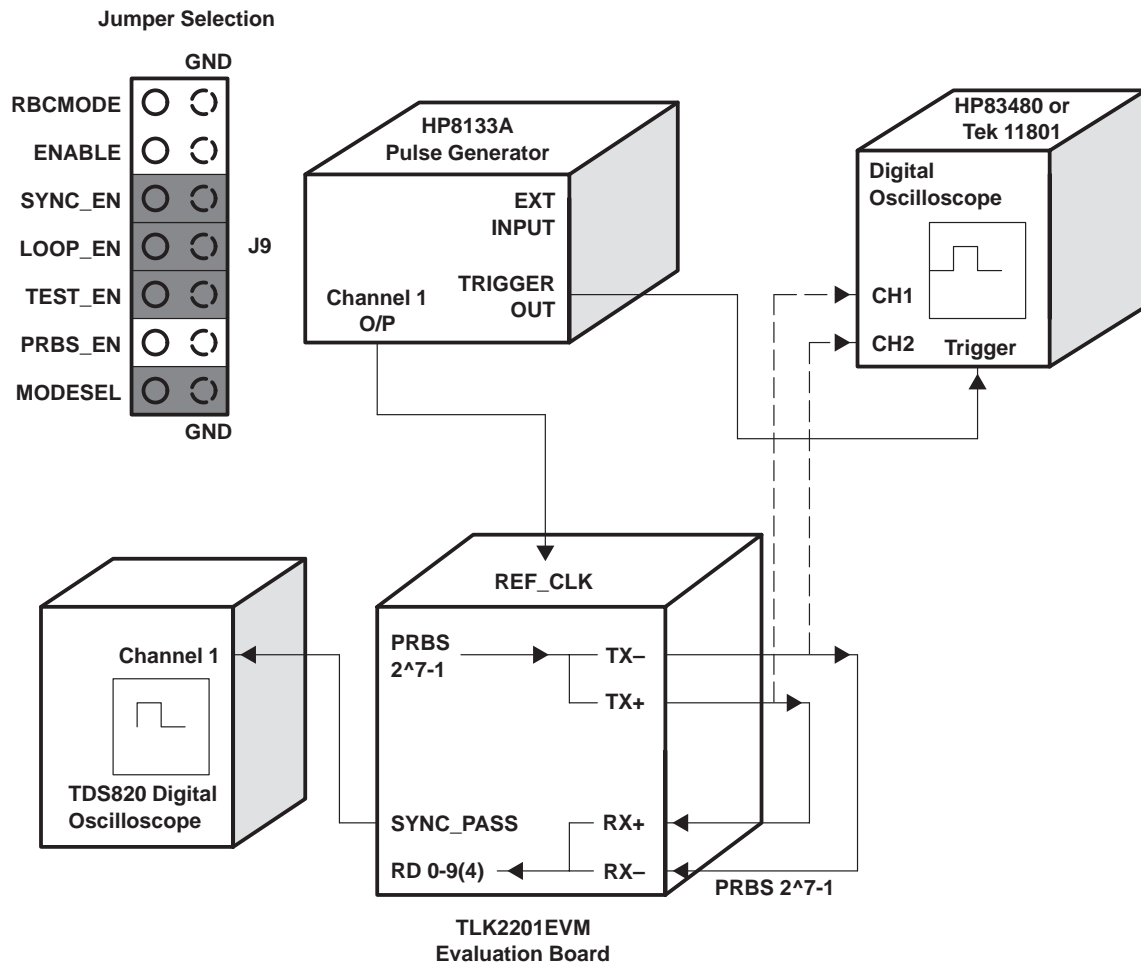 Jumper Selection
GND
RBCMODE
ENABLE
SYNC_EN
LOOP_EN
TEST_EN
PRBS_EN
MODESEL
GND
J9
HP8133A
Pulse Generator
EXT
INPUT
TRIGGER
OUT
Channel 1
O/P
HP83480 or
Tek 11801
Digital
Oscilloscope
CH1
CH2
Trigger
REF_CLK
PRBS
2^7-1
TX–
TX+
SYNC_PASS
RX+
RD 0-9(4)
RX–
PRBS 2^7-1
Channel 1
TDS820 Digital
Oscilloscope
TLK2201EVM
Evaluation Board